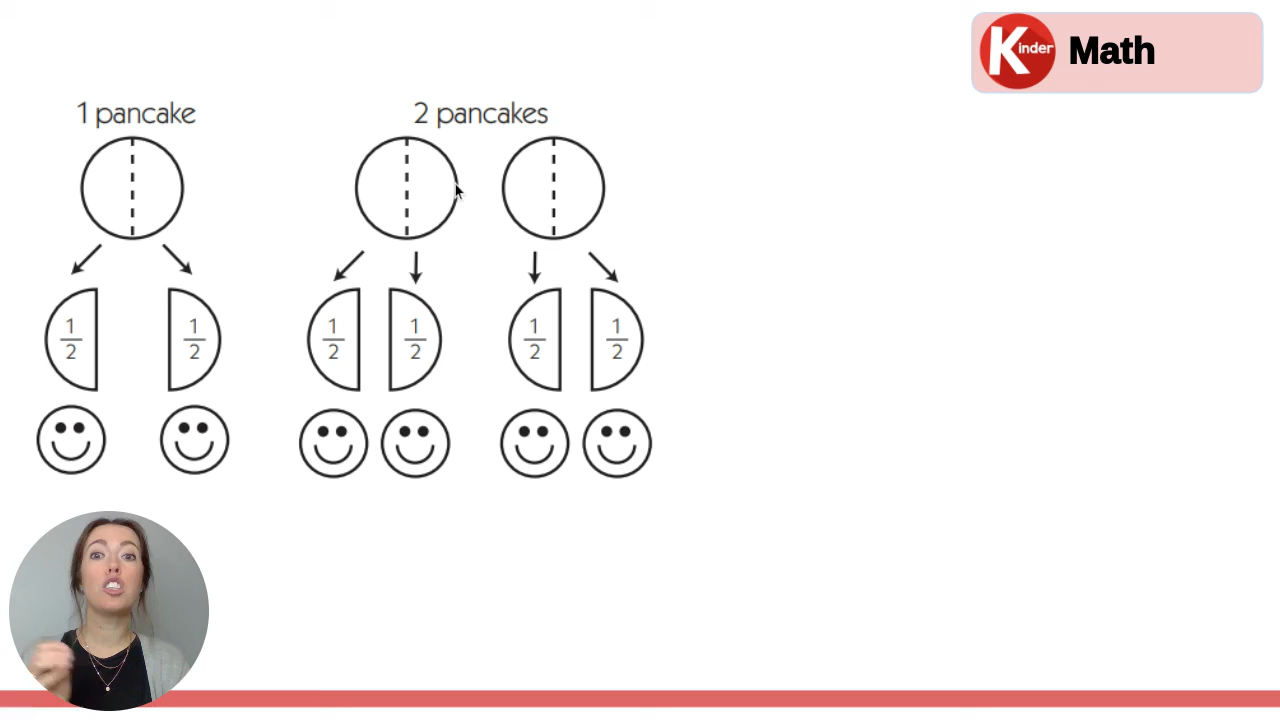 Kinder Math
1 pancake
2 pancakes
1/2 1/2 1/2 1/2 1/2 1/2